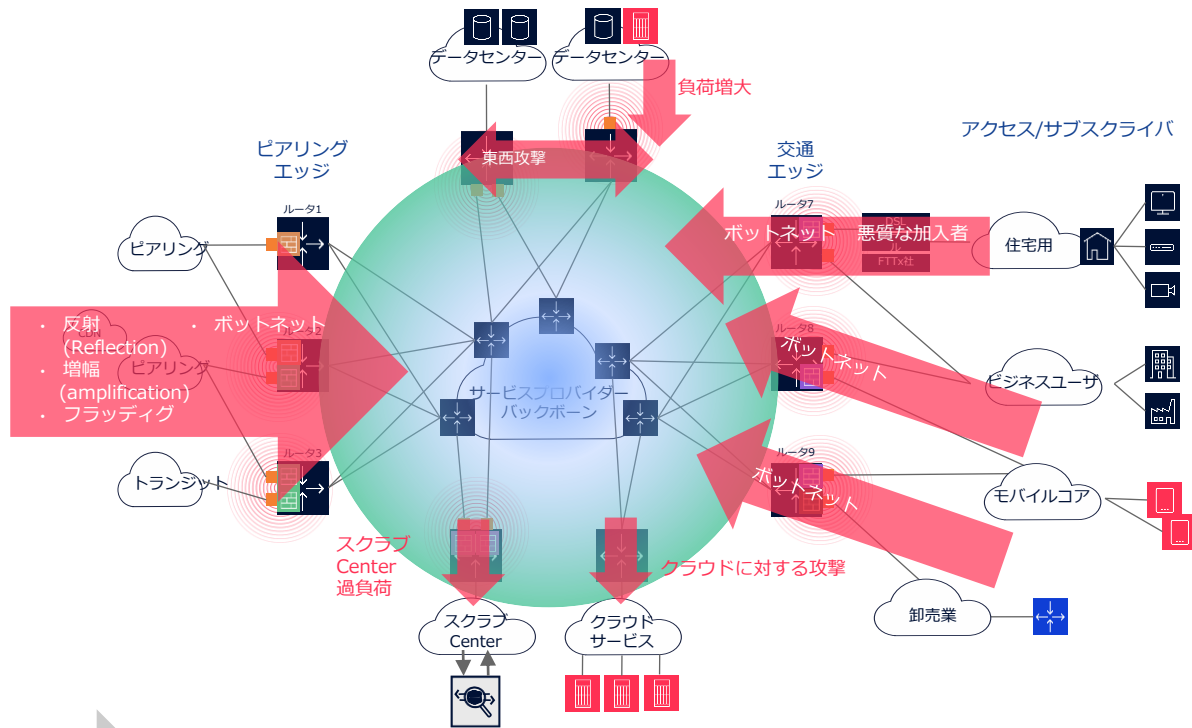 データセンター
データセンター
負荷増大
アクセス/サブスクライバ
ピアリング
エッジ
東西攻撃
交通
エッジ
ルータ1
ルータ7
ピアリング
ボットネット
DSL
悪質な加入者
FTTx社
住宅用
・ 反射
(Reflection)
・ 増幅
(amplification)
・ フラッディグ
・ ボットネット
CDN
ルータ2
ピアリング
ルータ8
ボットネット
サービスプロバイダー
バックボーン
ビジネスユーザ
トランジット
ルータ3
ルータ9
ボットネット
モバイルコア
スクラブ
Center
過負荷
クラウドに対する攻撃
スクラブ
Center
クラウド
サービス
卸売業